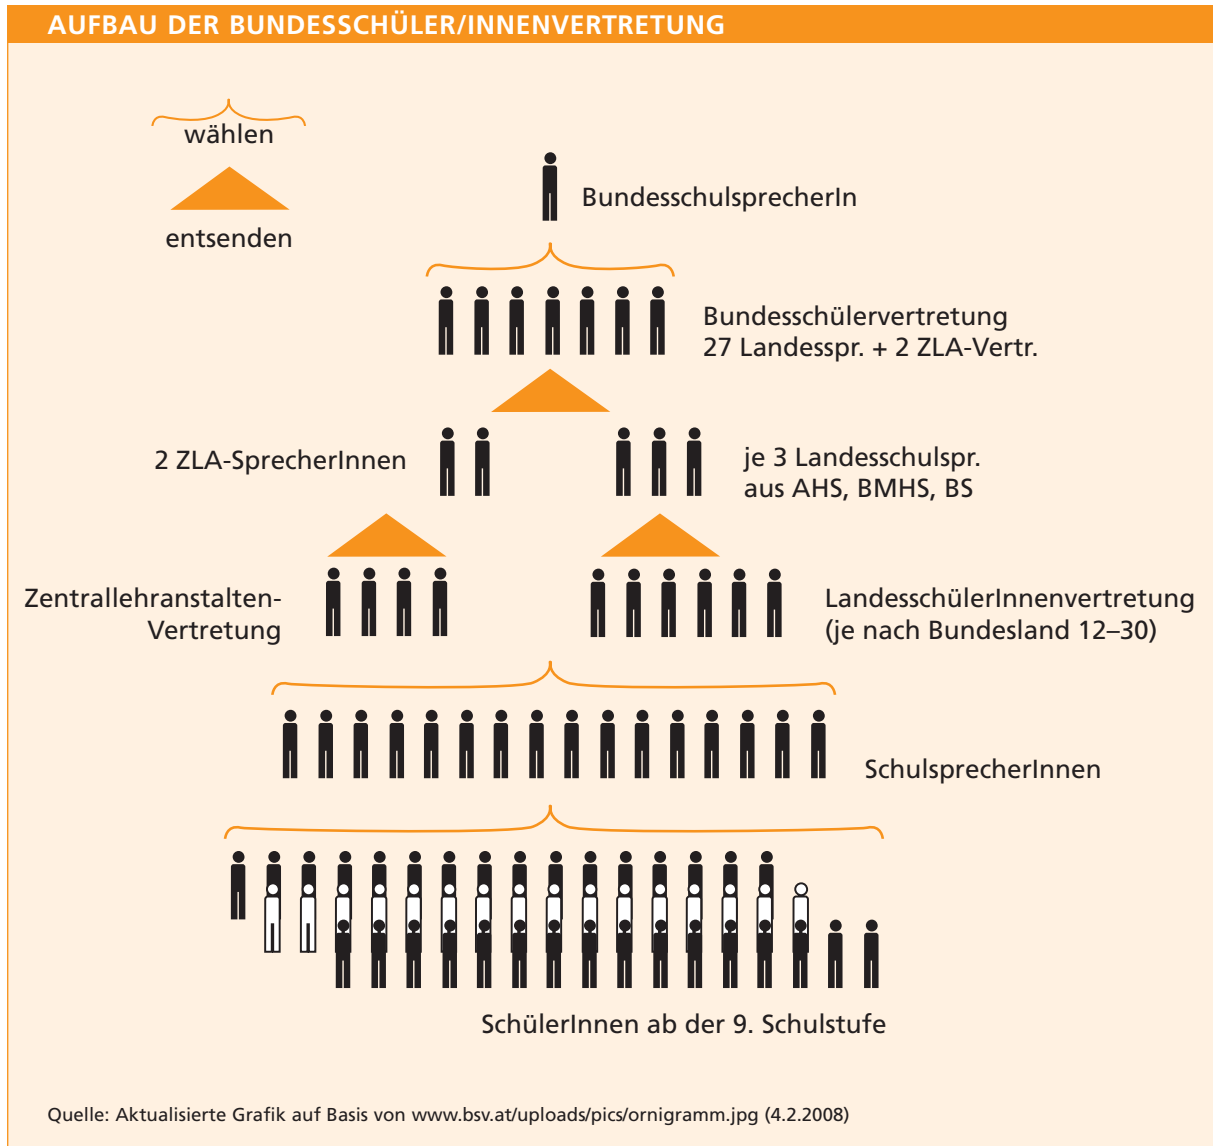 AUFBAU DER BUNDESSCHÜLER/INNENVERTRETUNG
wählen
entsenden
BundesschulsprecherIn
Bundesschülervertretung
27 Landesspr. + 2 ZLA-Vertr.
2 ZLA-SprecherInnen
je 3 Landesschulspr.
aus AHS, BMHS, BS
Zentrallehranstalten-
Vertretung
LandesschülerInnenvertretung
(je nach Bundesland 12–30)
SchulsprecherInnen
SchülerInnen ab der 9. Schulstufe
Quelle: Aktualisierte Grafik auf Basis von www.bsv.at/uploads/pics/ornigramm.jpg (4.2.2008)